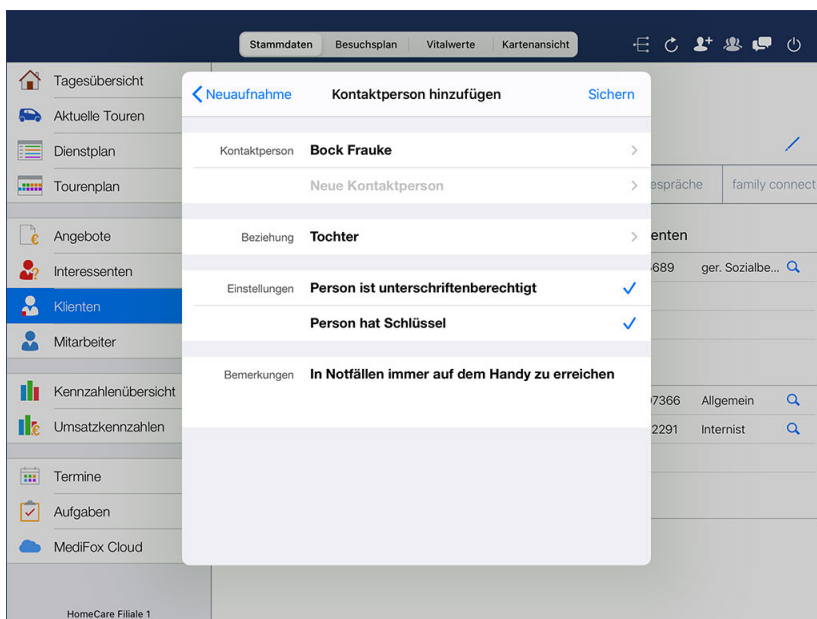 Stammdaten Besuchsplan Vitalwerte Kartenansicht
Tagesübersicht
Aktuelle Touren
Dienstplan
Tourenplan
Angebote
Interessenten
Klienten
Mitarbeiter
Kennzahlenübersicht
Umsatzkennzahlen
Termine
Aufgaben
MediFox Cloud
HomeCare Filiale 1
Neuaufnahme Kontaktperson hinzufügen Sichern
Kontaktperson Bock Frauke
Neue Kontaktperson
Beziehung Tochter
Einstellungen Person ist unterschriftenberechtigt
Person hat Schlüssel
Bemerkungen In Notfällen immer auf dem Handy zu erreichen
espräche family connect
enten
689 ger. Sozialbe...
7366 Allgemein
2291 Internist